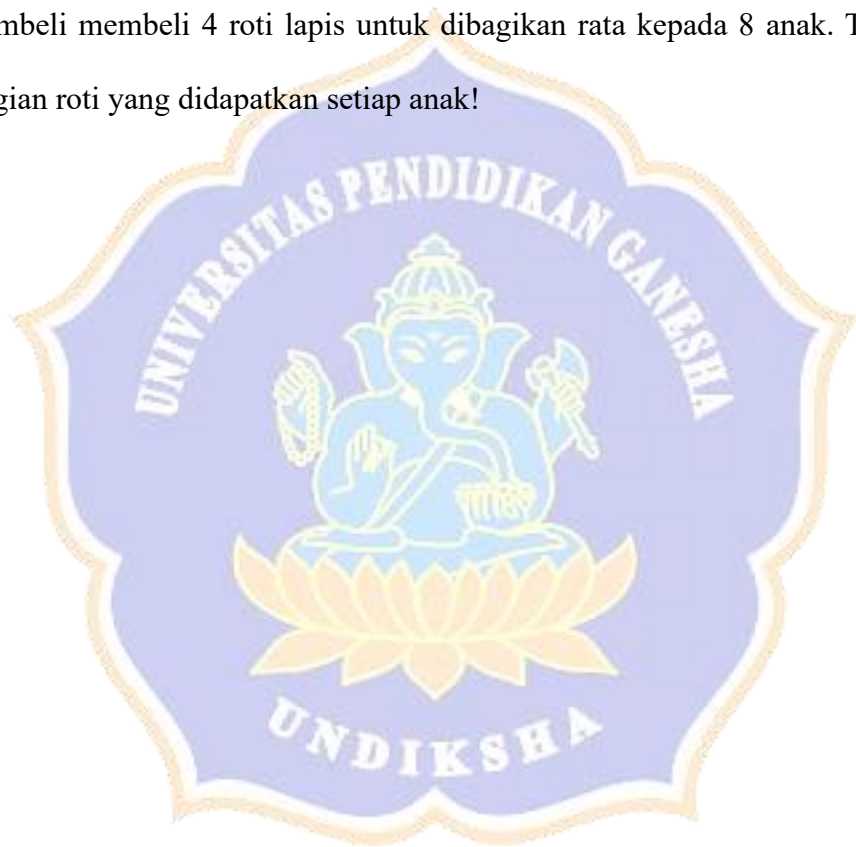 mbeli membeli 4 roti lapis untuk dibagikan rata kepada 8 anak. T
gian roti yang didapatkan setiap anak!
UNIVERSITAS PENDIDIKAN GANESHA
UNDIKSHA